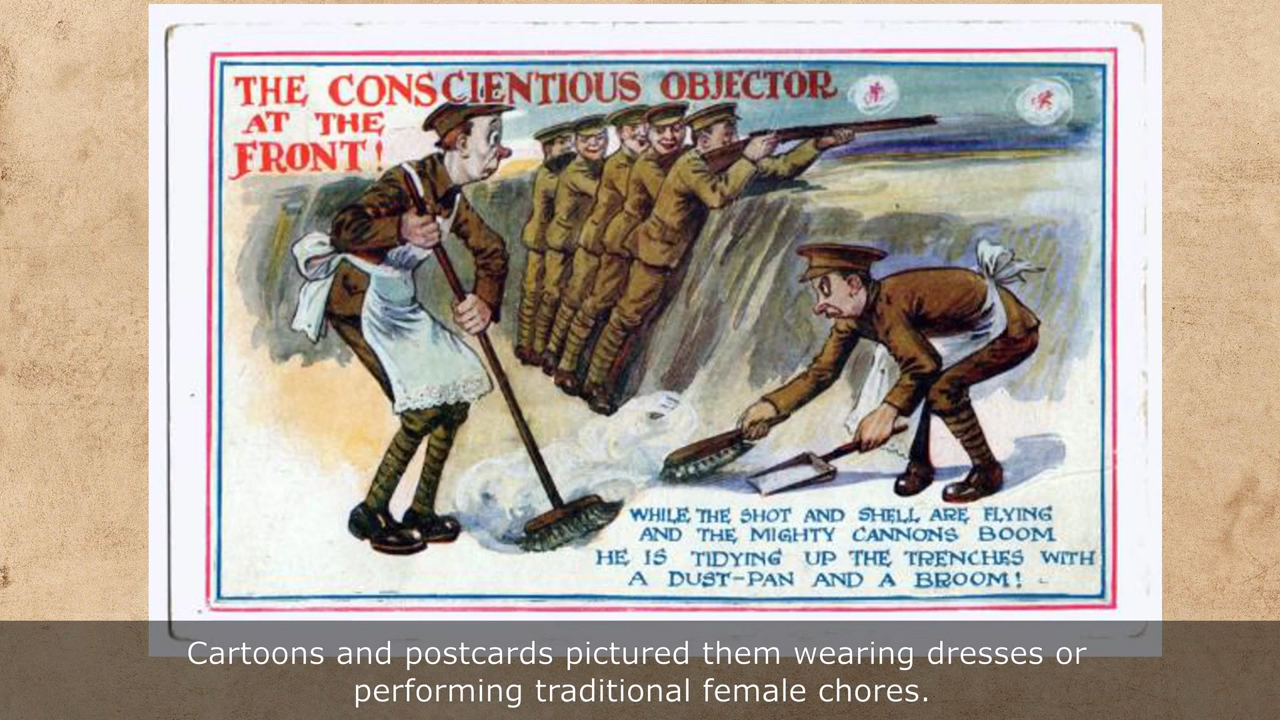 THE CONSCIENTIOUS OBJECTOR
AT THE
FRONT!
WHILE THE SHOT AND SHELL ARE FLYING
AND THE MIGHTY CANNONS BOOM
HE IS TIDYING UP THE TRENCHES WITH
A DUST-PAN AND A BROOM!
Cartoons and postcards pictured them wearing dresses or
performing traditional female chores.